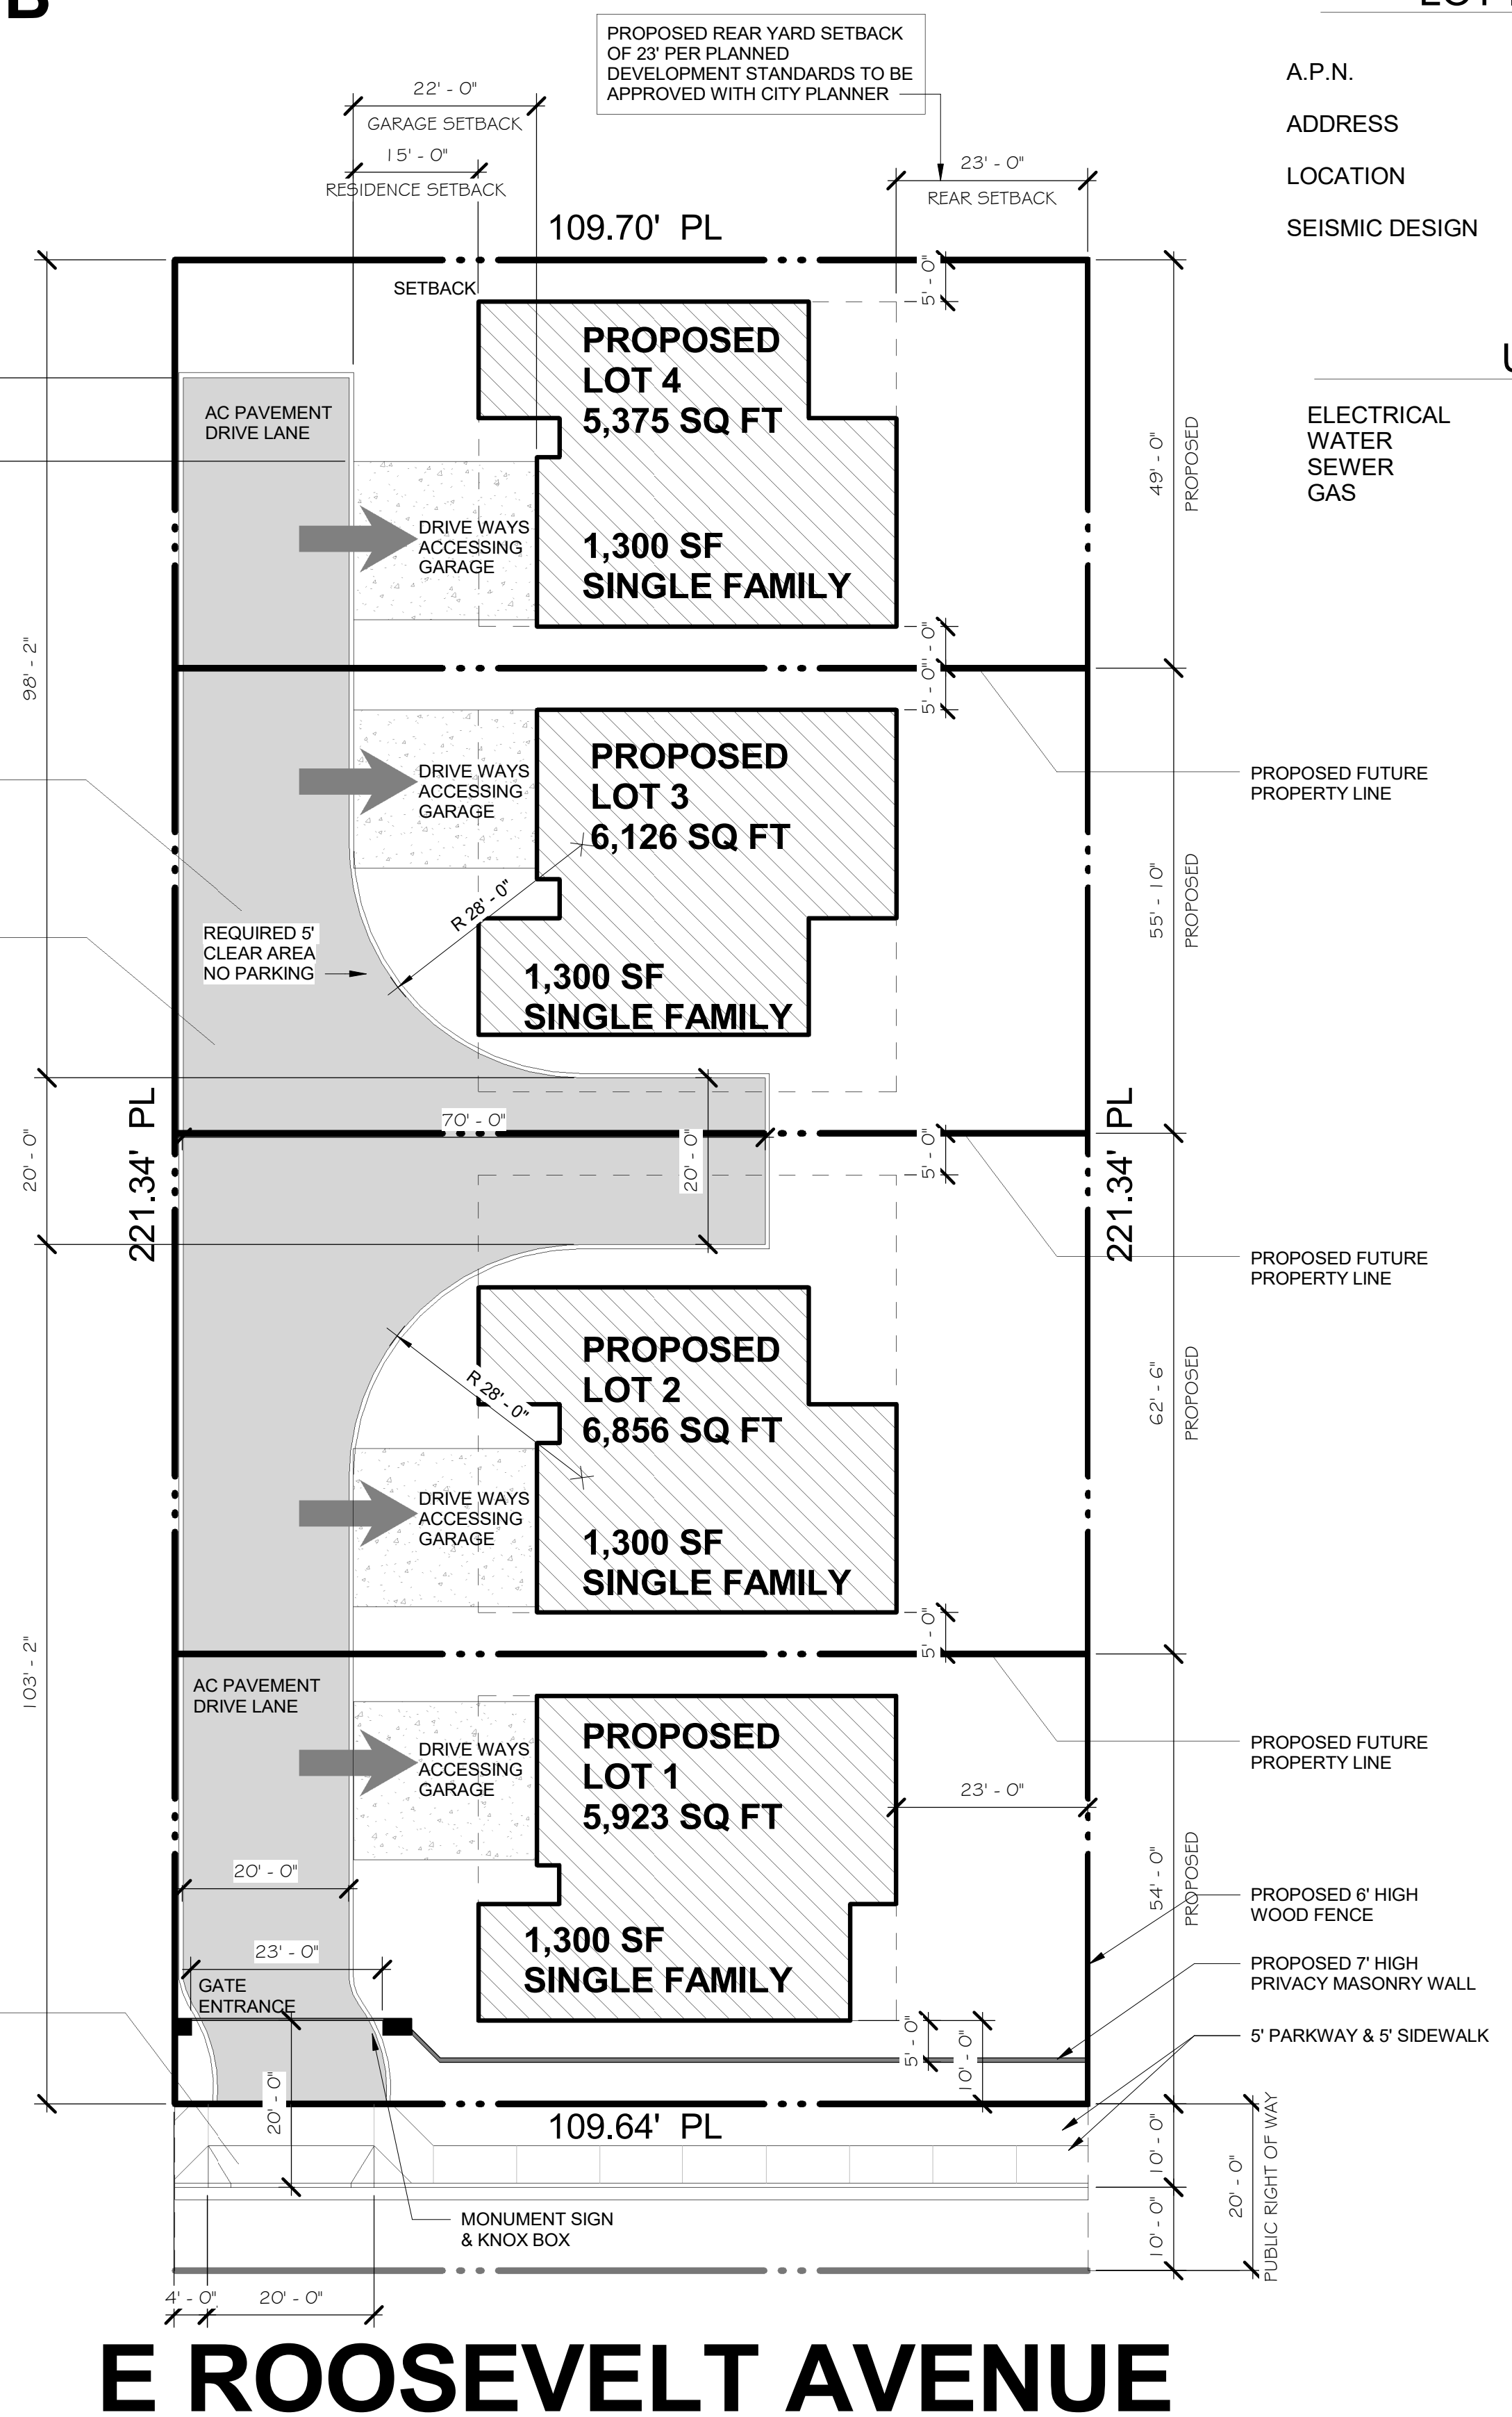 B
PROPOSED REAR YARD SETBACK
OF 23' PER PLANNED
DEVELOPMENT STANDARDS TO BE
APPROVED WITH CITY PLANNER
22' - 0"
GARAGE SETBACK
15' - 0"
RESIDENCE SETBACK
23' - 0"
REAR SETBACK
A.P.N.
ADDRESS
LOCATION
SEISMIC DESIGN
ELECTRICAL
WATER
SEWER
GAS
109.70' PL
SETBACK
5' - 0"
PROPOSED
LOT 4
5,375 SQ FT
1,300 SF
SINGLE FAMILY
AC PAVEMENT
DRIVE LANE
DRIVE WAYS
ACCESSING
GARAGE
49' - 0"
PROPOSED
98' - 2"
5' - 0"
5' - 0"
PROPOSED
LOT 3
6,126 SQ FT
1,300 SF
SINGLE FAMILY
DRIVE WAYS
ACCESSING
GARAGE
R 28' - 0"
REQUIRED 5'
CLEAR AREA
NO PARKING
PROPOSED FUTURE
PROPERTY LINE
55' - 10"
PROPOSED
221.34' PL
20' - 0"
70' - 0"
20' - 0"
5' - 0"
221.34' PL
PROPOSED FUTURE
PROPERTY LINE
PROPOSED
LOT 2
6,856 SQ FT
1,300 SF
SINGLE FAMILY
R 28' - 0"
DRIVE WAYS
ACCESSING
GARAGE
62' - 6"
PROPOSED
5' - 0"
103' - 2"
AC PAVEMENT
DRIVE LANE
DRIVE WAYS
ACCESSING
GARAGE
PROPOSED
LOT 1
5,923 SQ FT
1,300 SF
SINGLE FAMILY
PROPOSED FUTURE
PROPERTY LINE
23' - 0"
54' - 0"
PROPOSED
20' - 0"
23' - 0"
GATE
ENTRANCE
PROPOSED 6' HIGH
WOOD FENCE
PROPOSED 7' HIGH
PRIVACY MASONRY WALL
5' PARKWAY & 5' SIDEWALK
5' - 0"
10' - 0"
20' - 0"
109.64' PL
10' - 0"
10' - 0"
20' - 0"
PUBLIC RIGHT OF WAY
MONUMENT SIGN
& KNOX BOX
4' - 0"
20' - 0"
E ROOSEVELT AVENUE